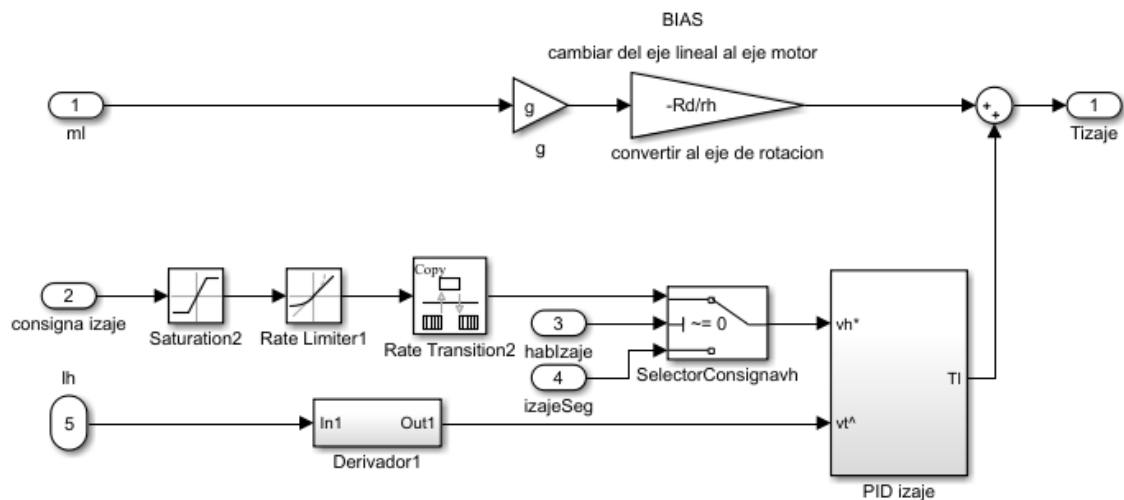 BIAS
cambiar del eje lineal al eje motor
1
ml
g
g
-Rd/rh
convertir al eje de rotacion
+
+
1
Tizaje
2
consigna izaje
Saturation2
Rate Limiter1
Copy
Rate Transition2
3
habIzaje
4
izajeSeg
~= 0
SelectorConsignavh
lh
5
In1
Out1
Derivador1
vh*
vt^
TI
PID izaje